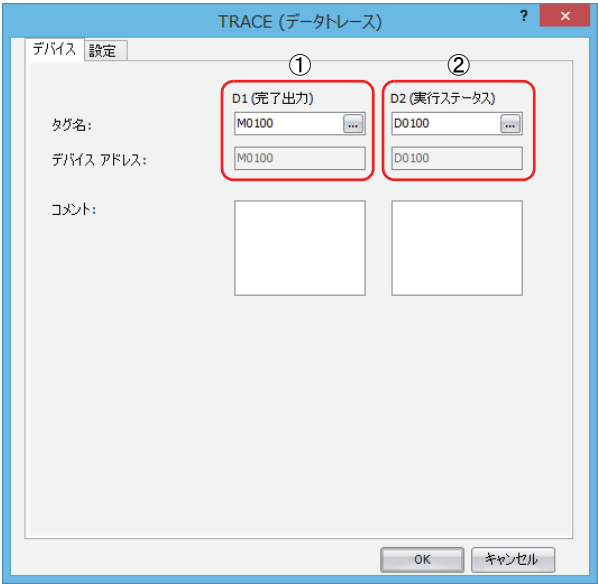 TRACE (データトレース)
? ×
デバイス 設定
① ②
D1(完了出力) D2(実行ステータス)
タグ名: M0100 ... D0100 ...
デバイス アドレス: M0100 D0100
コメント:
OK キャンセル